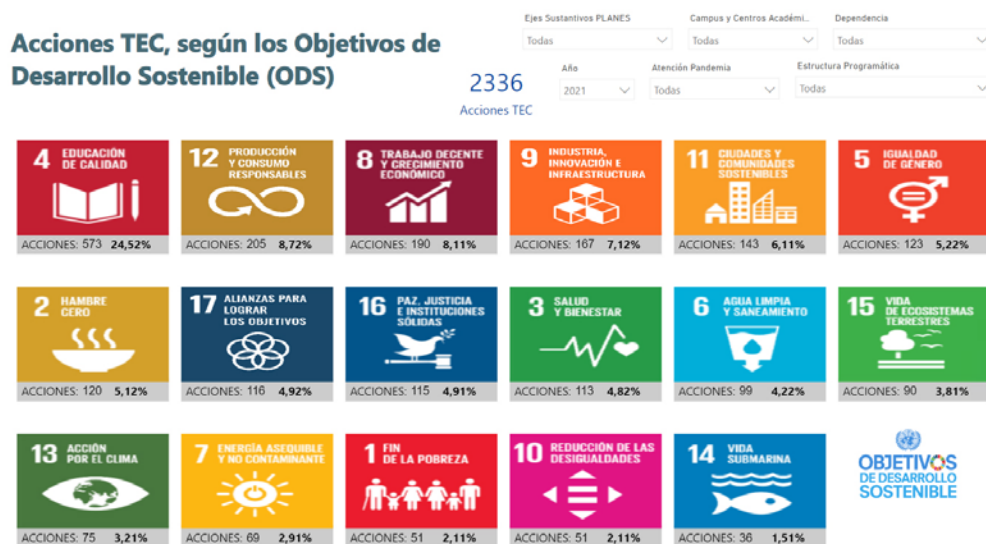 Acciones TEC, según los Objetivos de
Desarrollo Sostenible (ODS)
2336
Acciones TEC
Ejes Sustantivos PLANES
Todas
Campus y Centros Académi...
Todas
Dependencia
Todas
Año
2021
Atención Pandemia
Todas
Estructura Programática
Todas
4 EDUCACIÓN
DE CALIDAD
ACCIONES: 573 24,52%
12 PRODUCCIÓN
Y CONSUMO
RESPONSABLES
ACCIONES: 205 8,72%
8 TRABAJO DECENTE
Y CRECIMIENTO
ECONÓMICO
ACCIONES: 190 8,11%
9 INDUSTRIA,
INNOVACIÓN E
INFRAESTRUCTURA
ACCIONES: 167 7,12%
11 CIUDADES Y
COMUNIDADES
SOSTENIBLES
ACCIONES: 143 6,11%
5 IGUALDAD
DE GÉNERO
ACCIONES: 123 5,22%
2 HAMBRE
CERO
ACCIONES: 120 5,12%
17 ALIANZAS PARA
LOGRAR
LOS OBJETIVOS
ACCIONES: 116 4,92%
16 PAZ, JUSTICIA
E INSTITUCIONES
SÓLIDAS
ACCIONES: 115 4,91%
3 SALUD
Y BIENESTAR
ACCIONES: 113 4,82%
6 AGUA LIMPIA
Y SANEAMIENTO
ACCIONES: 99 4,22%
15 VIDA
DE ECOSISTEMAS
TERRESTRES
ACCIONES: 90 3,81%
13 ACCIÓN
POR EL CLIMA
ACCIONES: 75 3,21%
7 ENERGÍA ASEQUIBLE
Y NO CONTAMINANTE
ACCIONES: 69 2,91%
1 FIN
DE LA POBREZA
ACCIONES: 51 2,11%
10 REDUCCIÓN DE LAS
DESIGUALDADES
ACCIONES: 51 2,11%
14 VIDA
SUBMARINA
ACCIONES: 36 1,51%
OBJETIVOS
DE DESARROLLO
SOSTENIBLE